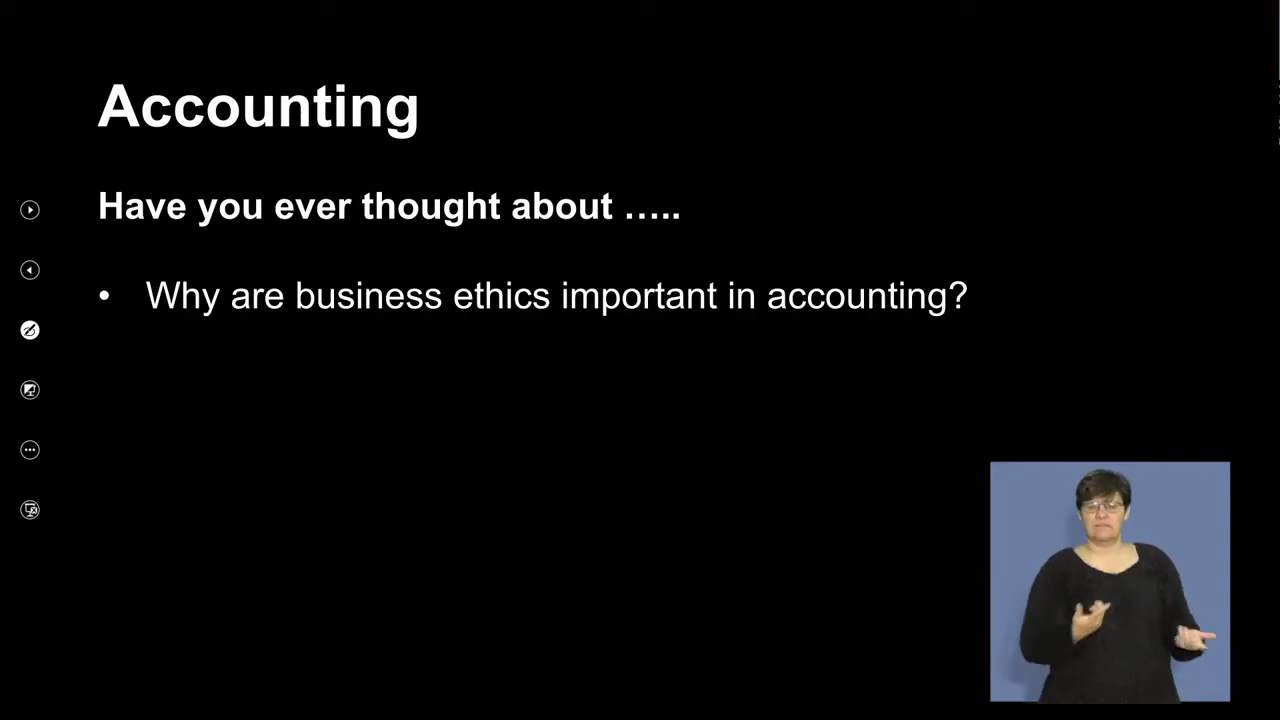 Accounting
Have you ever thought about …..
• Why are business ethics important in accounting?